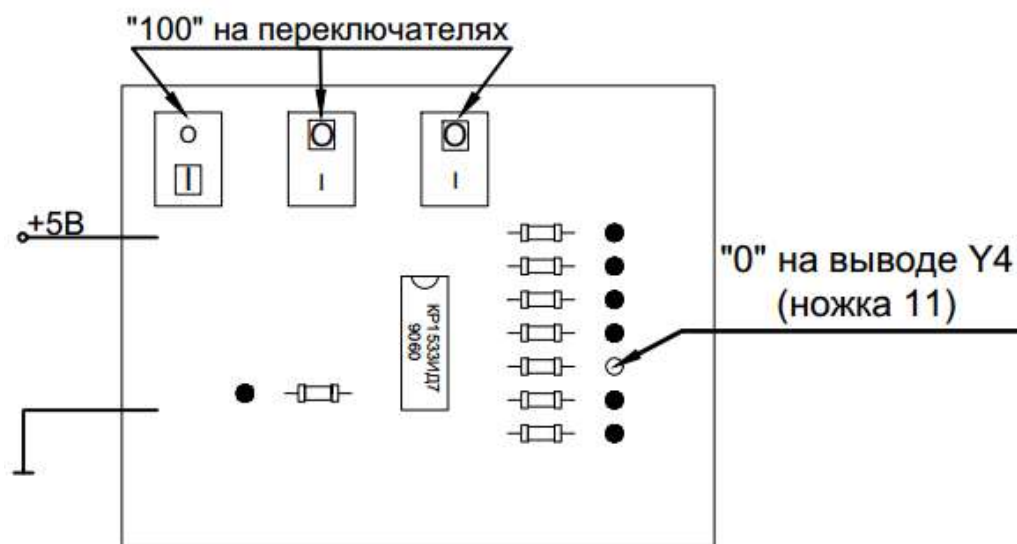 "100" на переключателях
O
O
O
I
I
I
+5В
КР1533ИД7
9060
"0" на выводе Y4
(ножка 11)